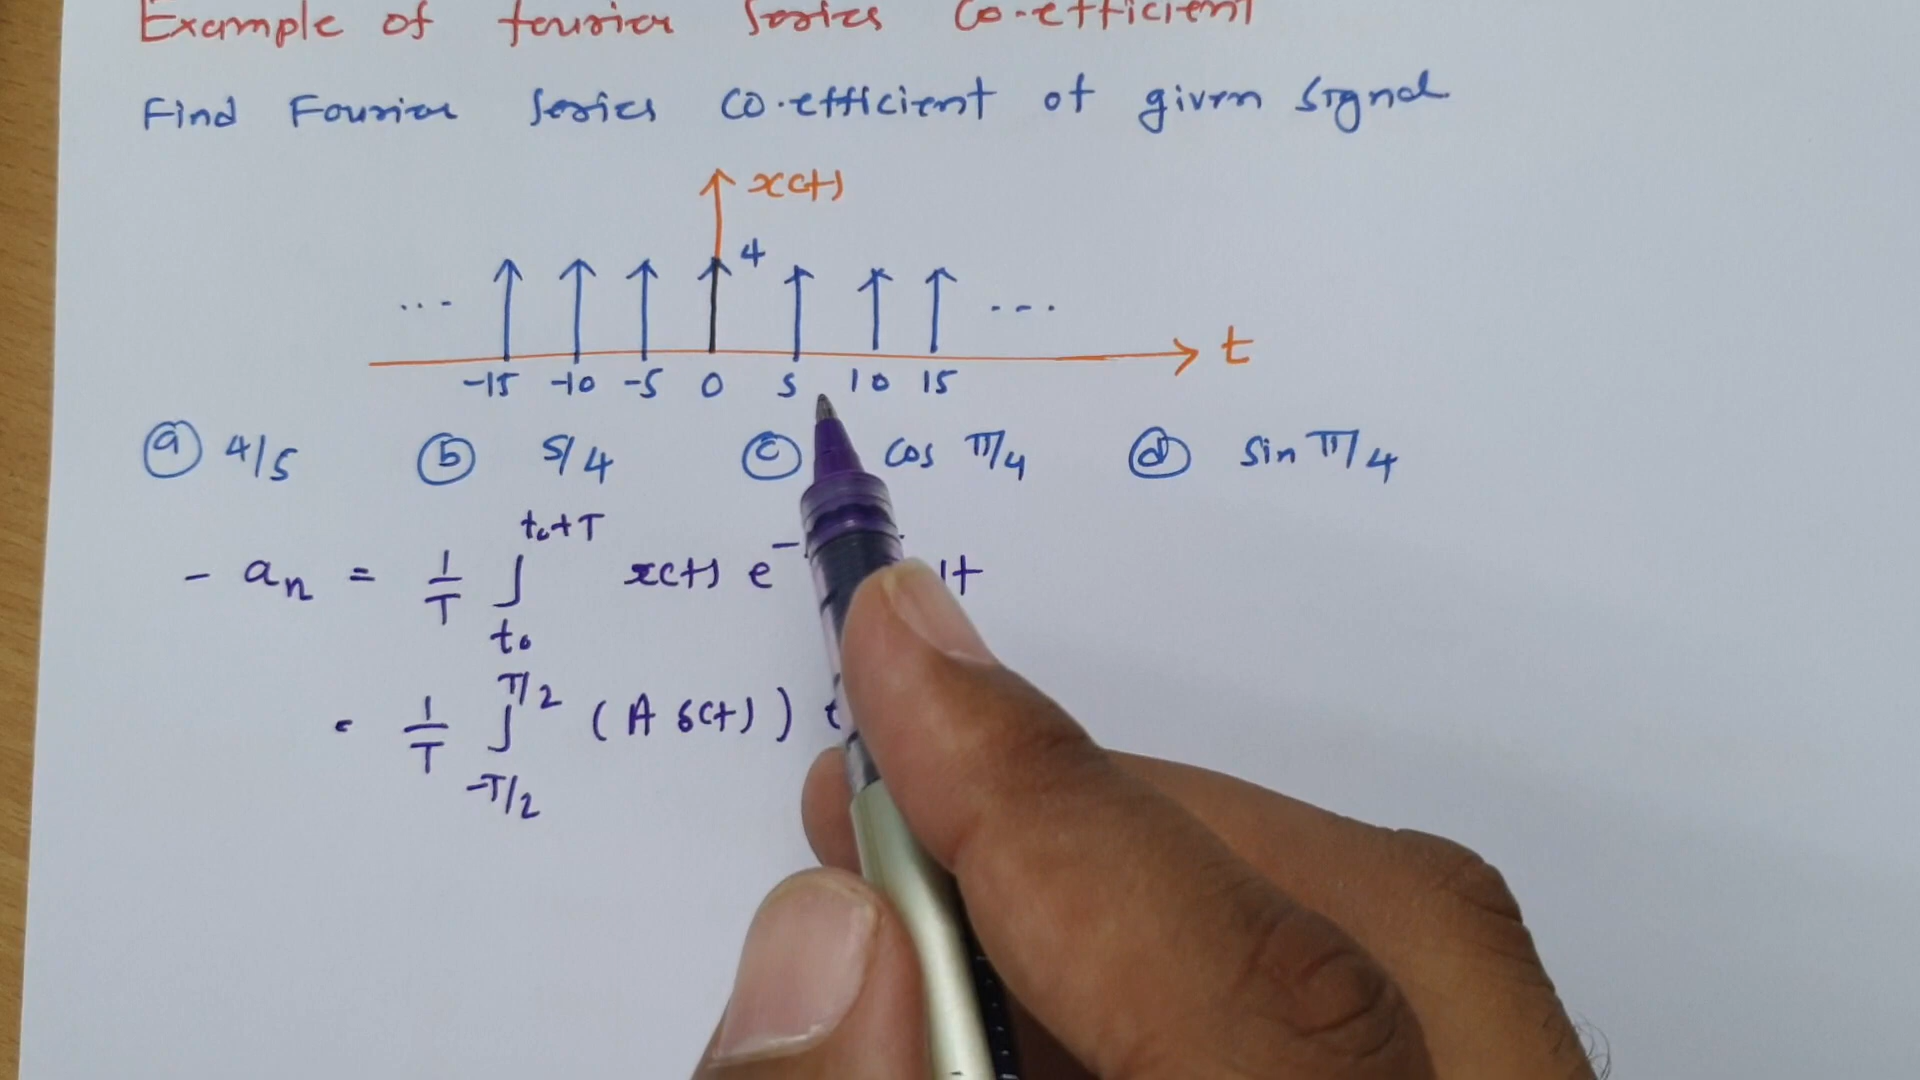 Example of fourier Series Co-efficient
Find Fourier Series co-efficient of given signal
x(t)
4
... ---
t
-15 -10 -5 0 5 10 15
(a) 4/5 (b) 5/4 (c) cos π/4 (d) sin π/4
- an = 1/T ∫ t0 t0+T x(t) e^-
= 1/T ∫ -T/2 T/2 (A δ(t))